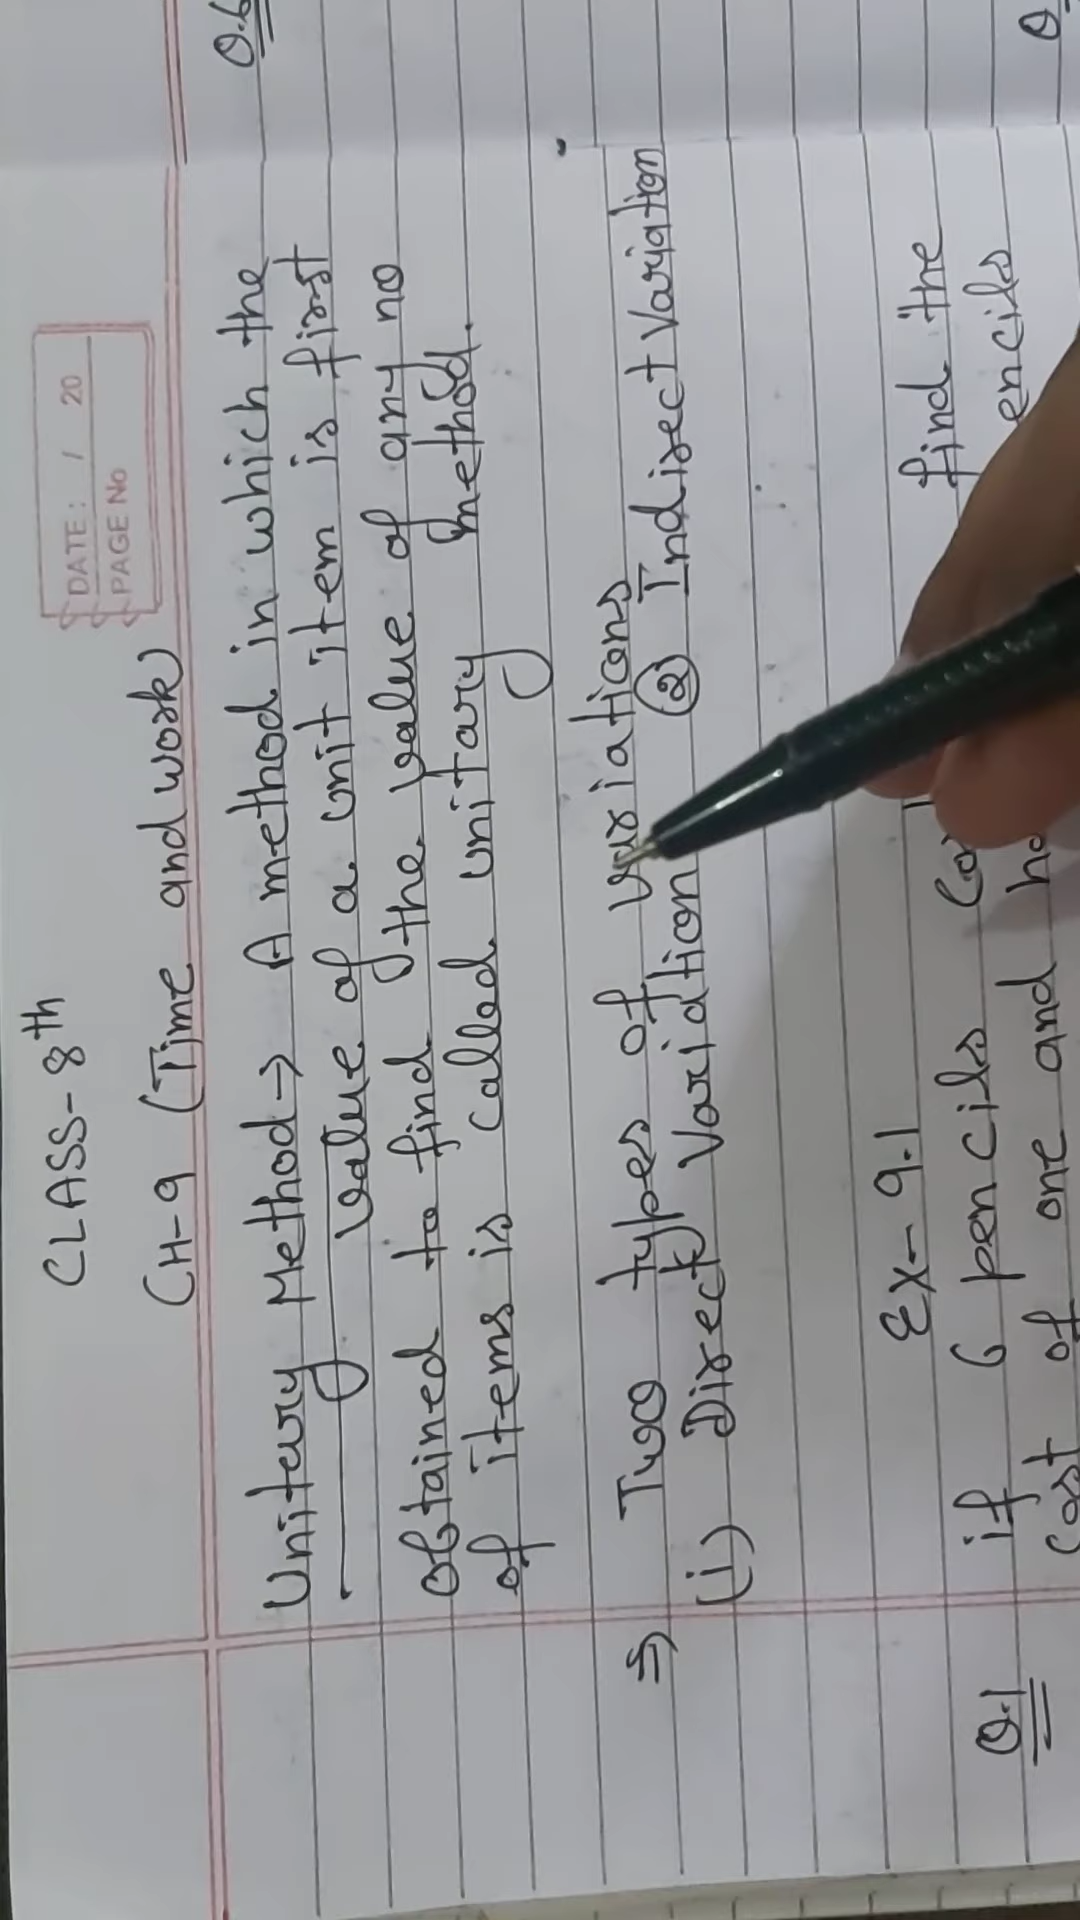 CLASS-8th
DATE: / 20
PAGE No
CH-9 (Time and work)
Unitary Method→ A method in which the
value of a unit item is first
obtained to find the value of any no
of items is called unitary method.
⇒ Two types of variations
(i) Direct Variation ② Indirect Variation
Ex-9.1
Q.1 if 6 pencils find the
cost of one and encils
Q.6